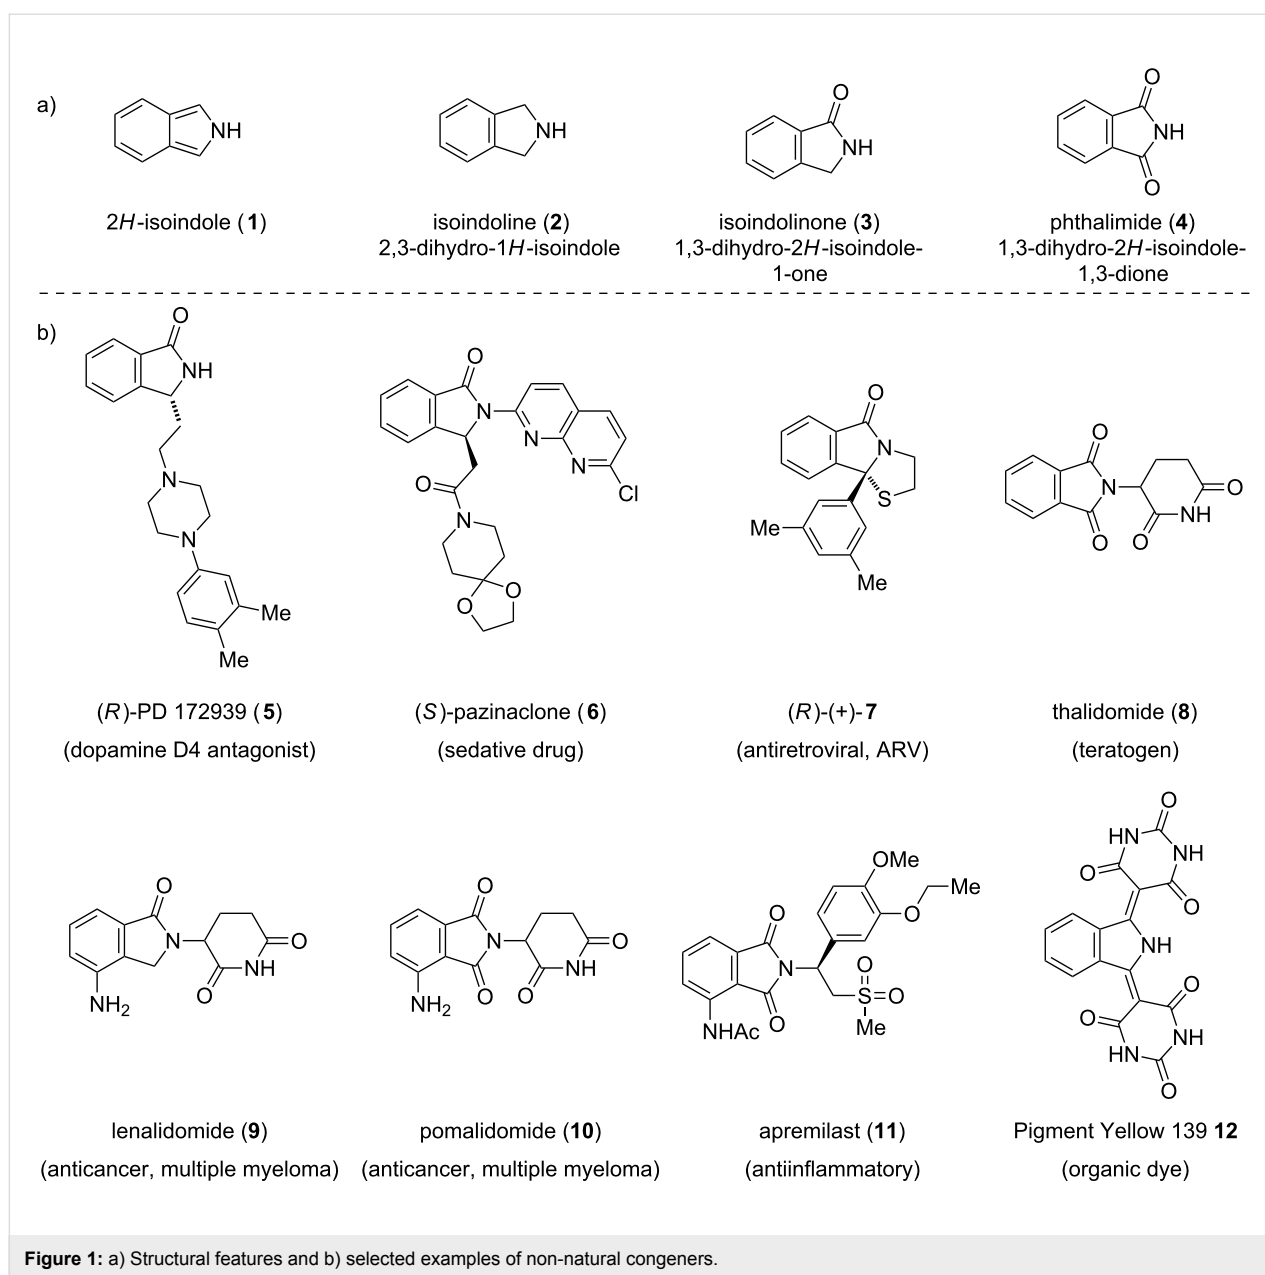 a)
O
NH
NH
NH
O
NH
O
2H-isoindole (1)
isoindoline (2)
2,3-dihydro-1H-isoindole
isoindolinone (3)
1,3-dihydro-2H-isoindole-
1-one
phthalimide (4)
1,3-dihydro-2H-isoindole-
1,3-dione
b)
O
NH
N
N
Me
Me
O
N
N
N
Cl
O
N
O
O
O
N
S
Me
Me
O
N
O
O
NH
O
(R)-PD 172939 (5)
(dopamine D4 antagonist)
(S)-pazinaclone (6)
(sedative drug)
(R)-(+)-7
(antiretroviral, ARV)
thalidomide (8)
(teratogen)
O
N
NH2
O
NH
O
O
N
O
NH2
O
NH
O
OMe
O
Me
O
N
O
NHAc
O
S
O
Me
O
HN
NH
O
O
NH
O
O
HN
NH
O
lenalidomide (9)
(anticancer, multiple myeloma)
pomalidomide (10)
(anticancer, multiple myeloma)
apremilast (11)
(antiinflammatory)
Pigment Yellow 139 12
(organic dye)
Figure 1: a) Structural features and b) selected examples of non-natural congeners.